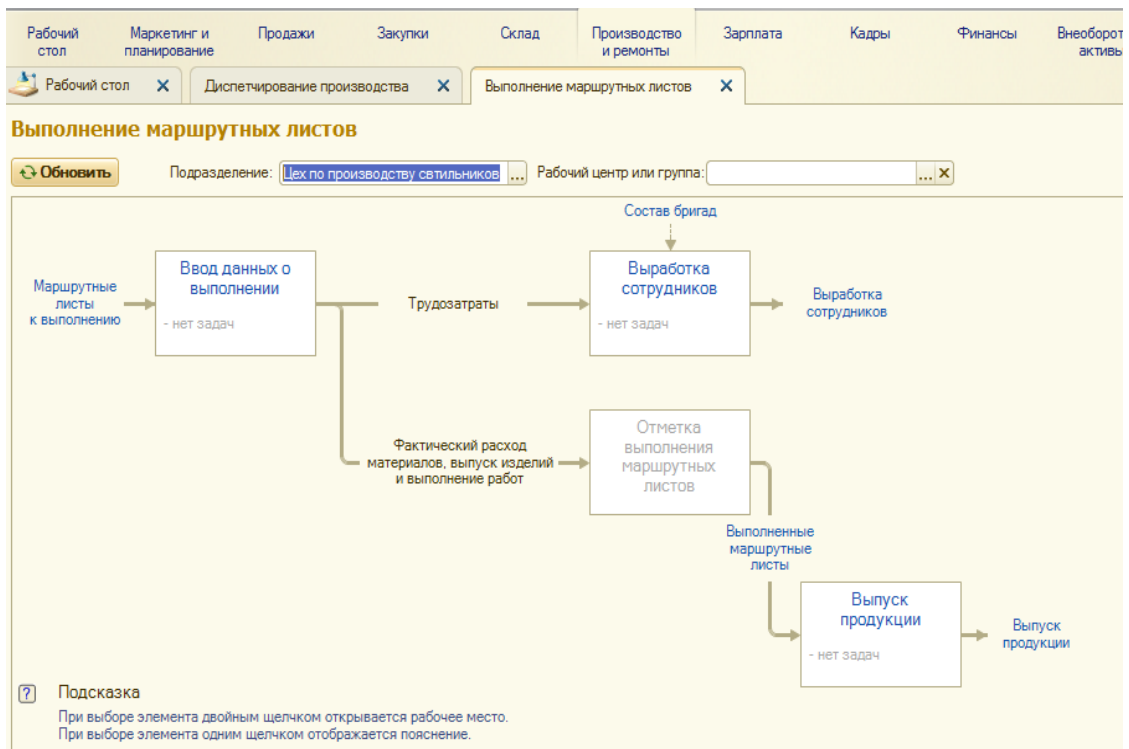 Рабочий стол
Маркетинг и планирование
Продажи
Закупки
Склад
Производство и ремонты
Зарплата
Кадры
Финансы
Внеоборот
активы
Рабочий стол
Диспетчирование производства
Выполнение маршрутных листов
Выполнение маршрутных листов
Обновить
Подразделение:
Цех по производству свтильников
...
Рабочий центр или группа:
...
Состав бригад
Маршрутные
листы
к выполнению
Ввод данных о
выполнении
- нет задач
Трудозатраты
Выработка
сотрудников
- нет задач
Выработка
сотрудников
Фактический расход
материалов, выпуск изделий
и выполнение работ
Отметка
выполнения
маршрутных
листов
Выполненные
маршрутные
листы
Выпуск
продукции
- нет задач
Выпуск
продукции
? Подсказка
При выборе элемента двойным щелчком открывается рабочее место.
При выборе элемента одним щелчком отображается пояснение.